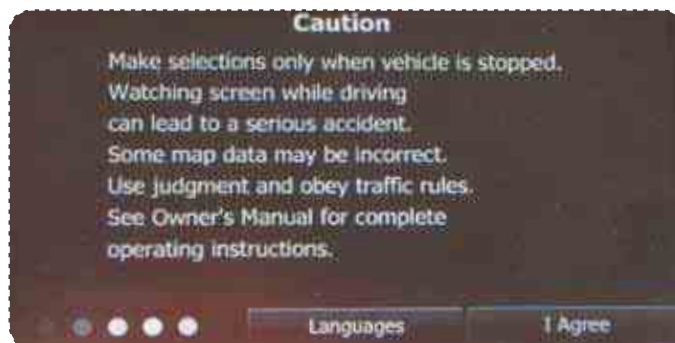 Caution
Make selections only when vehicle is stopped.
Watching screen while driving
can lead to a serious accident.
Some map data may be incorrect.
Use judgment and obey traffic rules.
See Owner's Manual for complete
operating instructions.
Languages
I Agree